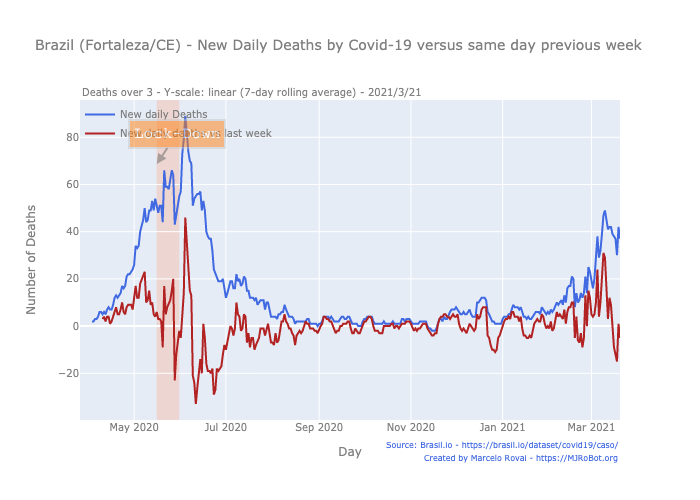 Brazil (Fortaleza/CE) - New Daily Deaths by Covid-19 versus same day previous week
Deaths over 3 - Y-scale: linear (7-day rolling average) - 2021/3/21
New daily Deaths
New daily deaths vs last week
80
60
40
20
0
−20
Number of Deaths
May 2020
Jul 2020
Sep 2020
Nov 2020
Jan 2021
Mar 2021
Day
Source: Brasil.io - https://brasil.io/dataset/covid19/caso/
Created by Marcelo Rovai - https://MJRoBot.org